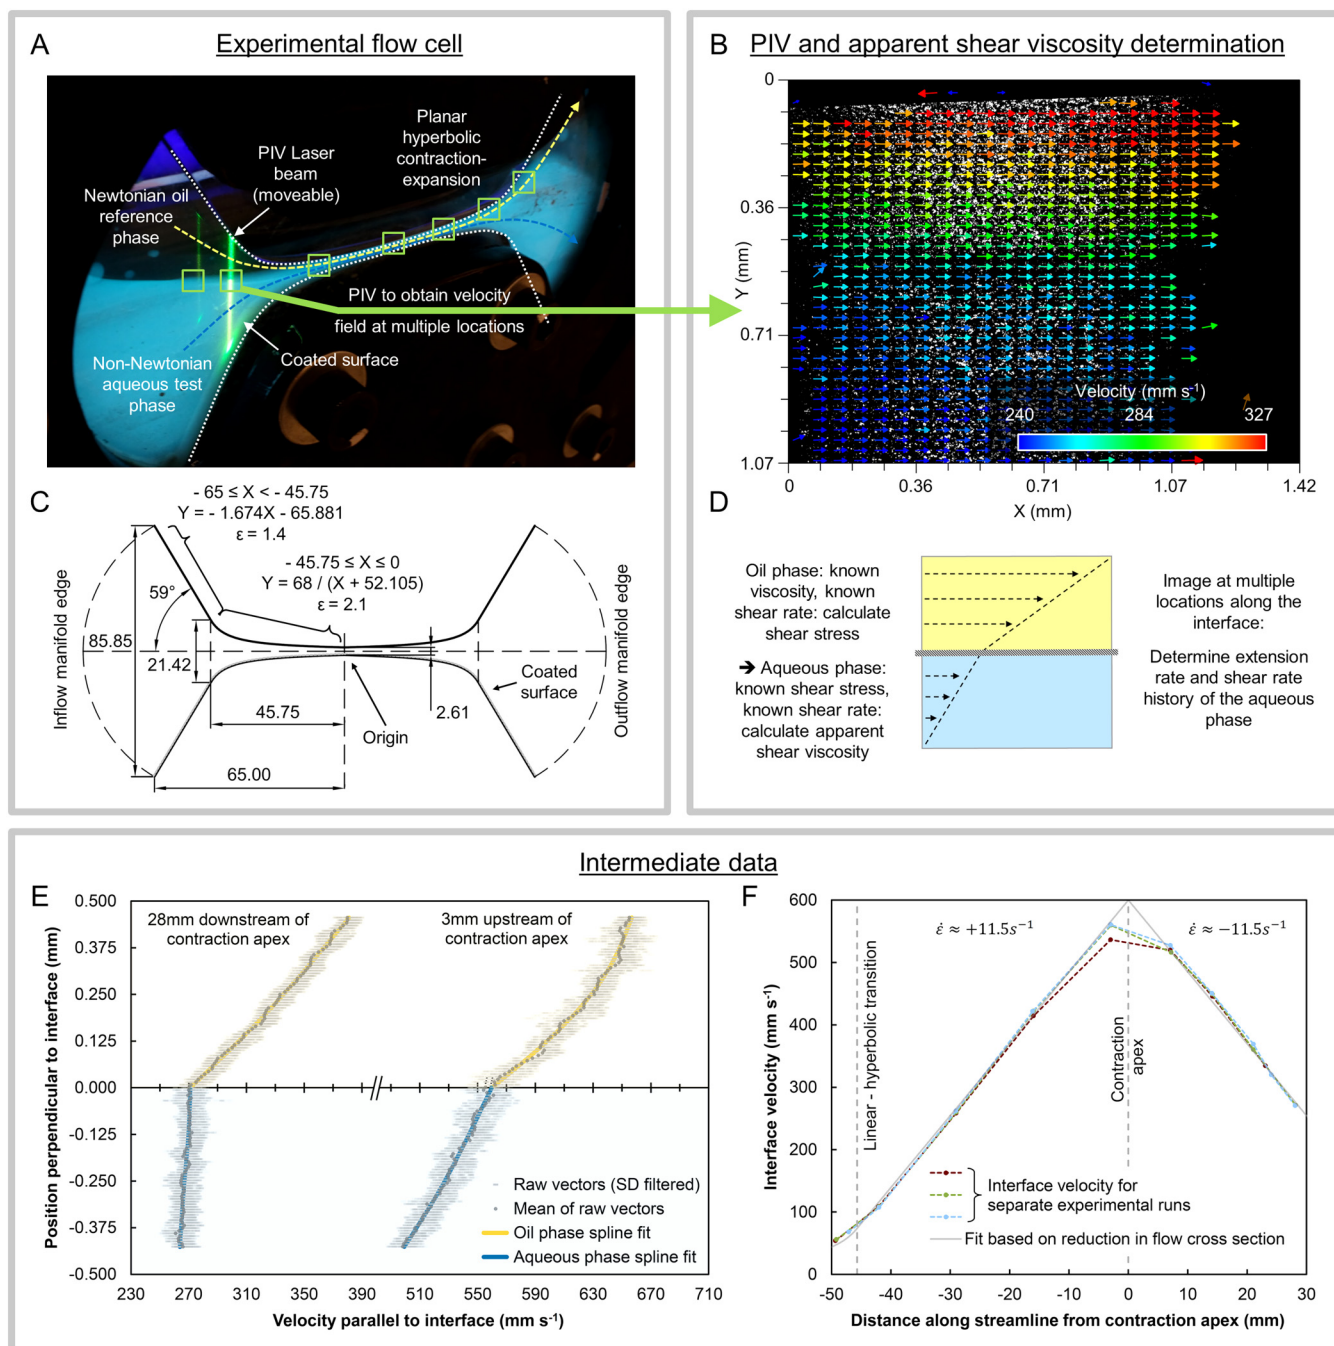 A
Experimental flow cell
Planar
hyperbolic
contraction-
expansion
PIV Laser
beam
(moveable)
Newtonian oil
reference
phase
PIV to obtain velocity
field at multiple locations
Coated surface
Non-Newtonian
aqueous test
phase
B
PIV and apparent shear viscosity determination
0
0.36
0.71
1.07
Y (mm)
Velocity (mm s⁻¹)
240
284
327
0
0.36
0.71
1.07
1.42
X (mm)
C
- 65 ≤ X < - 45.75
Y = - 1.674X - 65.881
ε = 1.4
- 45.75 ≤ X ≤ 0
Y = 68 / (X + 52.105)
ε = 2.1
Inflow manifold edge
59°
85.85
21.42
45.75
65.00
Origin
2.61
Coated
surface
Outflow manifold edge
D
Oil phase: known
viscosity, known
shear rate: calculate
shear stress
➔ Aqueous phase:
known shear stress,
known shear rate:
calculate apparent
shear viscosity
Image at multiple
locations along the
interface:
Determine extension
rate and shear rate
history of the aqueous
phase
Intermediate data
E
28mm downstream of
contraction apex
3mm upstream of
contraction apex
0.500
0.375
0.250
0.125
0.000
-0.125
-0.250
-0.375
-0.500
Position perpendicular to interface (mm)
Raw vectors (SD filtered)
Mean of raw vectors
Oil phase spline fit
Aqueous phase spline fit
230
270
310
350
510
550
590
630
670
710
Velocity parallel to interface (mm s⁻¹)
F
600
500
400
300
200
100
0
Interface velocity (mm s⁻¹)
ε̇ ≈ +11.5s⁻¹
ε̇ ≈ −11.5s⁻¹
Linear - hyperbolic transition
Contraction
apex
Interface velocity for
separate experimental runs
Fit based on reduction in flow cross section
-50
-40
-30
-20
-10
0
10
20
30
Distance along streamline from contraction apex (mm)